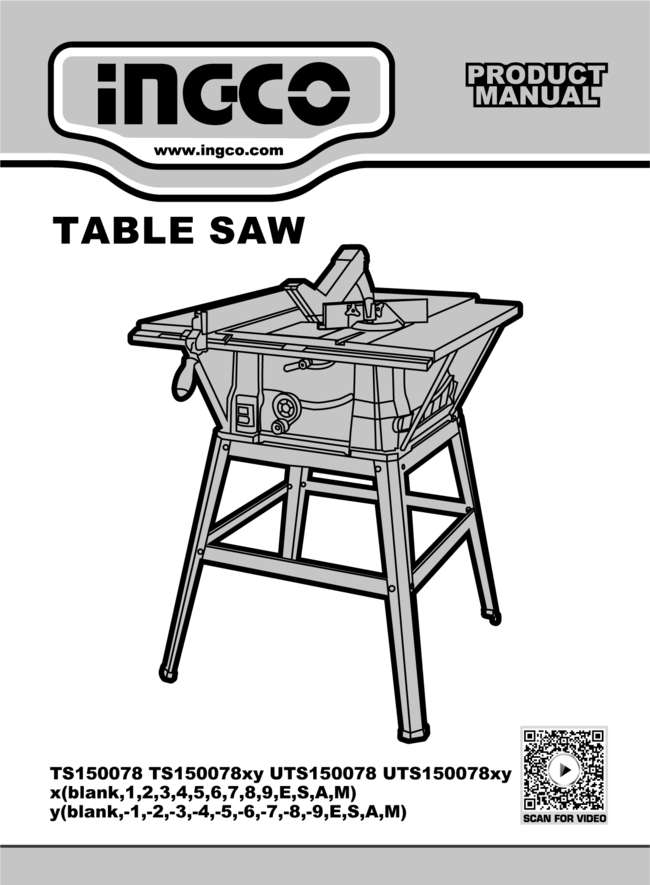 INGCO
www.ingco.com
PRODUCT
MANUAL
TABLE SAW
TS150078 TS150078xy UTS150078 UTS150078xy
x(blank,1,2,3,4,5,6,7,8,9,E,S,A,M)
y(blank,-1,-2,-3,-4,-5,-6,-7,-8,-9,E,S,A,M)
SCAN FOR VIDEO